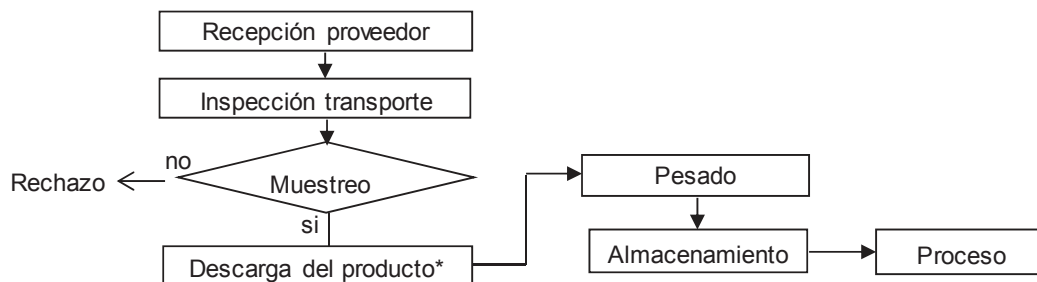 Recepción proveedor
Inspección transporte
no
Rechazo
Muestreo
si
Descarga del producto*
Pesado
Almacenamiento
Proceso